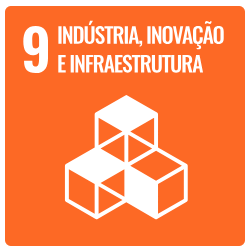 9 INDÚSTRIA, INOVAÇÃO
E INFRAESTRUTURA